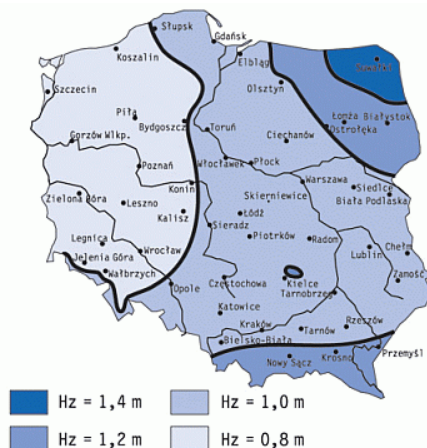 Słupsk
Gdańsk
Koszalin
Elbląg
Suwałki
Szczecin
Olsztyn
Piła
Bydgoszcz
Toruń
Łomża
Białystok
Ostrołęka
Gorzów Wlkp.
Ciechanów
Poznań
Włocławek
Płock
Konin
Warszawa
Siedlce
Zielona Góra
Leszno
Skierniewice
Biała Podlaska
Kalisz
Łódź
Sieradz
Piotrków
Radom
Legnica
Wrocław
Lublin
Chełm
Jelenia Góra
Wałbrzych
Opole
Częstochowa
Kielce
Zamość
Tarnobrzeg
Katowice
Kraków
Rzeszów
Bielsko-Biała
Tarnów
Przemyśl
Nowy Sącz
Krosno
Hz = 1,4 m
Hz = 1,0 m
Hz = 1,2 m
Hz = 0,8 m